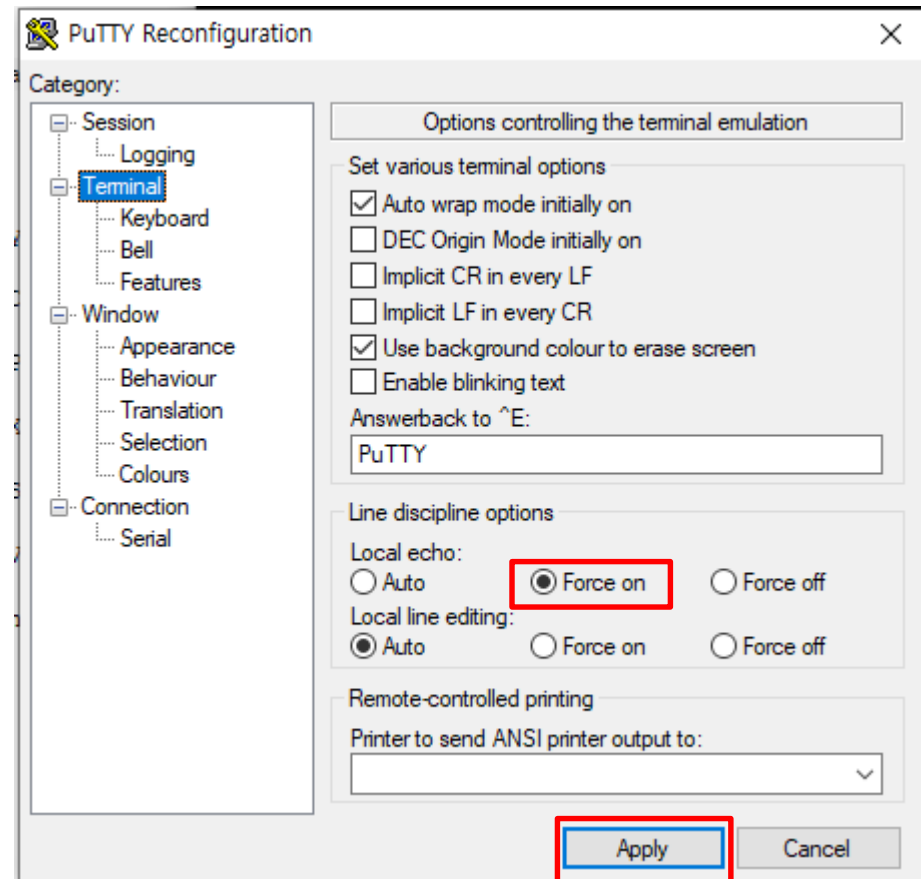 PuTTY Reconfiguration
Category:
Session
Logging
Terminal
Keyboard
Bell
Features
Window
Appearance
Behaviour
Translation
Selection
Colours
Connection
Serial
Options controlling the terminal emulation
Set various terminal options
Auto wrap mode initially on
DEC Origin Mode initially on
Implicit CR in every LF
Implicit LF in every CR
Use background colour to erase screen
Enable blinking text
Answerback to ^E:
PuTTY
Line discipline options
Local echo:
Auto Force on Force off
Local line editing:
Auto Force on Force off
Remote-controlled printing
Printer to send ANSI printer output to:
Apply Cancel